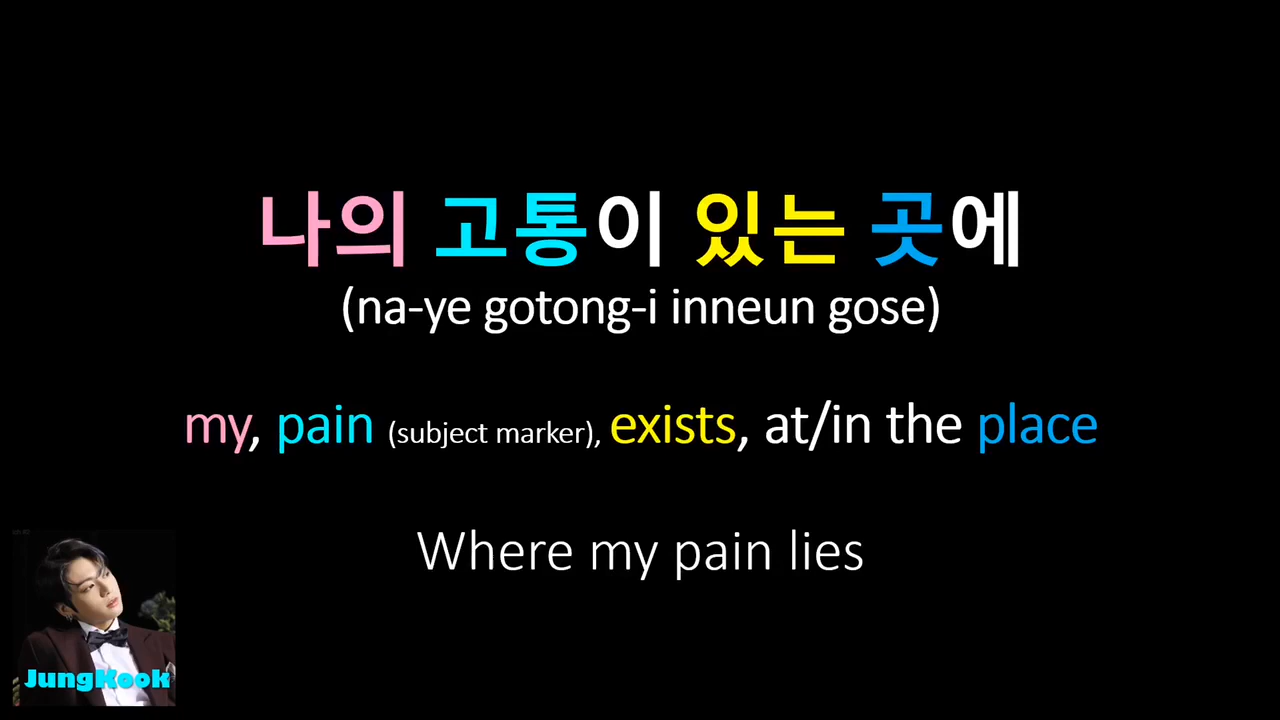 나의 고통이 있는 곳에
(na-ye gotong-i inneun gose)
my, pain (subject marker), exists, at/in the place
Where my pain lies
JungKook